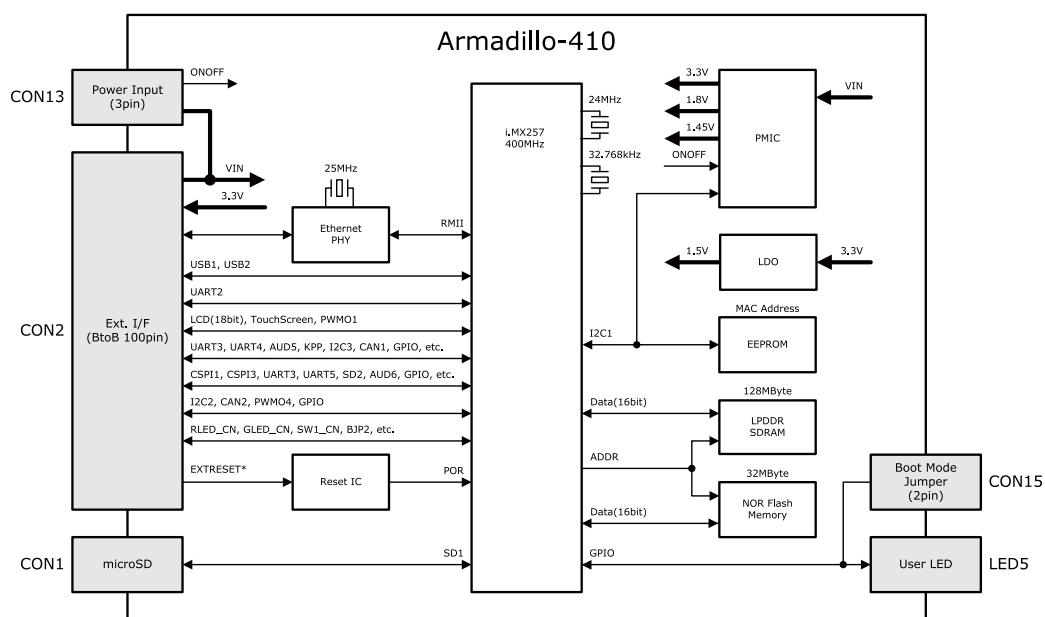 Armadillo-410
CON13
Power Input
(3pin)
ONOFF
VIN
3.3V
CON2
Ext. I/F
(BtoB 100pin)
25MHz
Ethernet
PHY
RMII
USB1, USB2
UART2
LCD(18bit), TouchScreen, PWMO1
UART3, UART4, AUD5, KPP, I2C3, CAN1, GPIO, etc.
CSPI1, CSPI3, UART3, UART5, SD2, AUD6, GPIO, etc.
I2C2, CAN2, PWMO4, GPIO
RLED_CN, GLED_CN, SW1_CN, BJP2, etc.
EXTRESET*
Reset IC
POR
CON1
microSD
SD1
i.MX257
400MHz
24MHz
32.768kHz
3.3V
1.8V
1.45V
ONOFF
PMIC
VIN
1.5V
LDO
3.3V
MAC Address
I2C1
EEPROM
128MByte
Data(16bit)
LPDDR
SDRAM
ADDR
32MByte
NOR Flash
Memory
Data(16bit)
GPIO
Boot Mode
Jumper
(2pin)
CON15
User LED
LED5